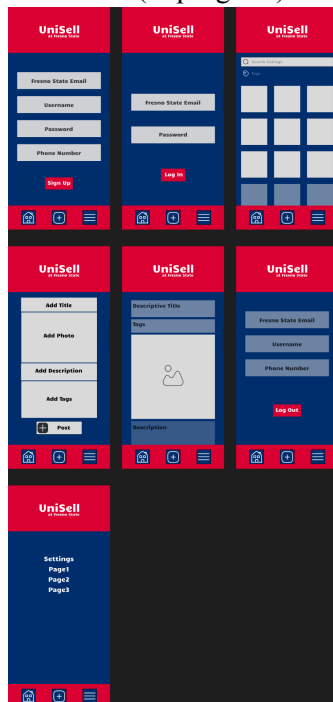 UniSell
at Fresno State
Fresno State Email
Username
Password
Phone Number
Sign Up
UniSell
at Fresno State
Fresno State Email
Password
Log In
UniSell
at Fresno State
Search Listings
Tags
UniSell
at Fresno State
Add Title
Add Photo
Add Description
Add Tags
Post
UniSell
at Fresno State
Descriptive Title
Tags
Description
UniSell
at Fresno State
Fresno State Email
Username
Phone Number
Log Out
UniSell
at Fresno State
Settings
Page1
Page2
Page3